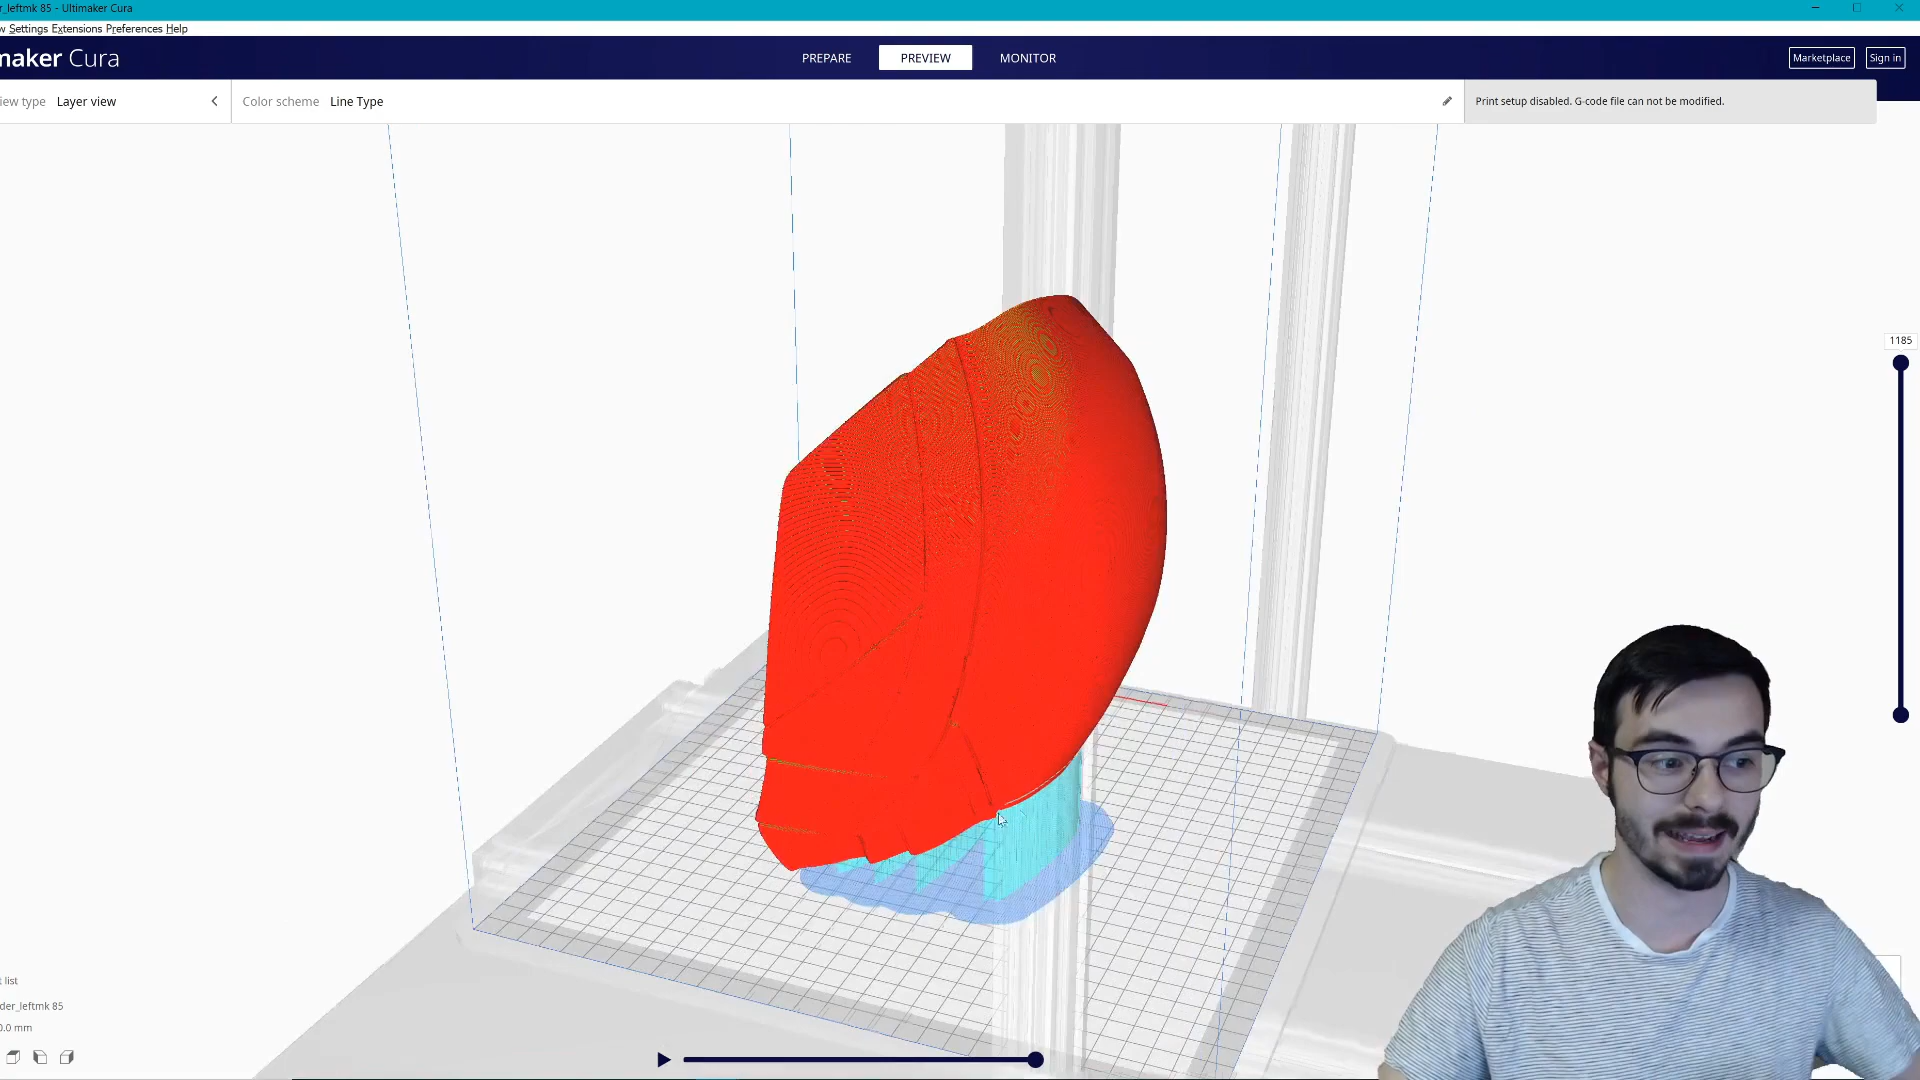 r_leftmk 85 - Ultimaker Cura
w Settings Extensions Preferences Help
maker Cura
PREPARE
PREVIEW
MONITOR
Marketplace
Sign in
iew type Layer view
Color scheme Line Type
Print setup disabled. G-code file can not be modified.
1185
t list
der_leftmk 85
0.0 mm